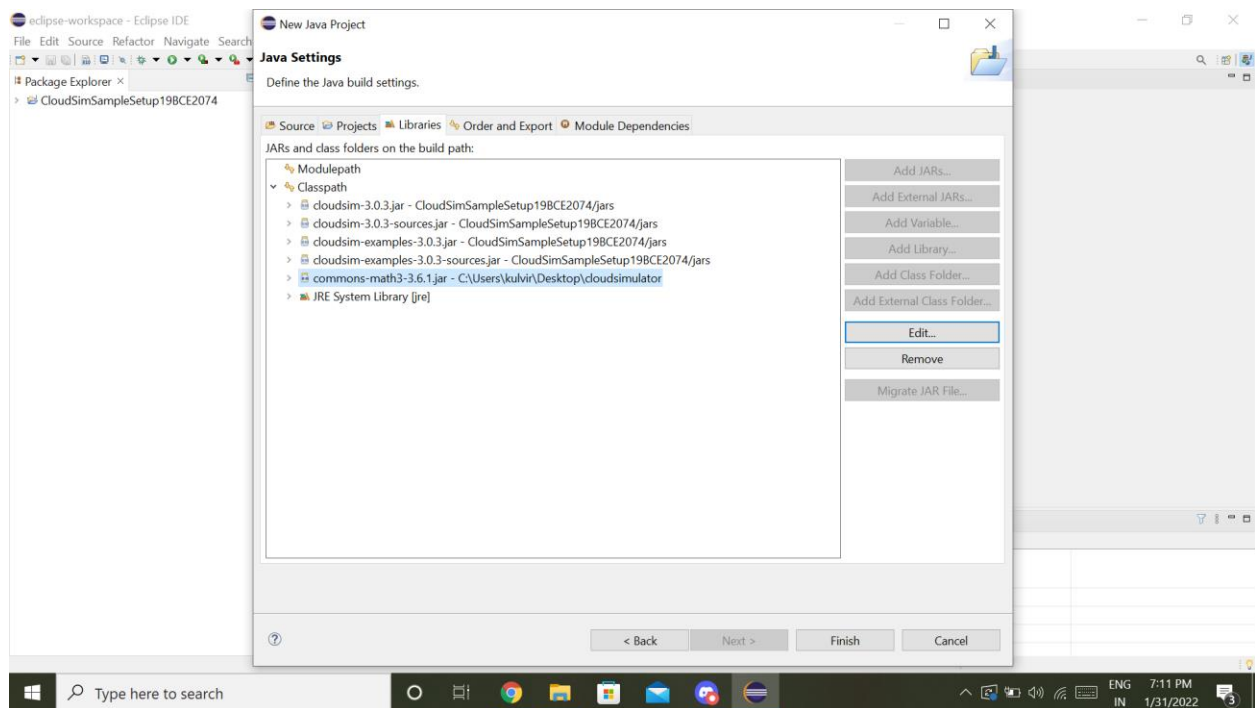 eclipse-workspace - Eclipse IDE
File Edit Source Refactor Navigate Search
Package Explorer
CloudSimSampleSetup19BCE2074
New Java Project
Java Settings
Define the Java build settings.
Source Projects Libraries Order and Export Module Dependencies
JARs and class folders on the build path:
Modulepath
Classpath
cloudsim-3.0.3.jar - CloudSimSampleSetup19BCE2074/jars
cloudsim-3.0.3-sources.jar - CloudSimSampleSetup19BCE2074/jars
cloudsim-examples-3.0.3.jar - CloudSimSampleSetup19BCE2074/jars
cloudsim-examples-3.0.3-sources.jar - CloudSimSampleSetup19BCE2074/jars
commons-math3-3.6.1.jar - C:\Users\kulvir\Desktop\cloudsimulator
JRE System Library [jre]
Add JARs...
Add External JARs...
Add Variable...
Add Library...
Add Class Folder...
Add External Class Folder...
Edit...
Remove
Migrate JAR File...
< Back Next > Finish Cancel
Type here to search
ENG 7:11 PM
IN 1/31/2022
3